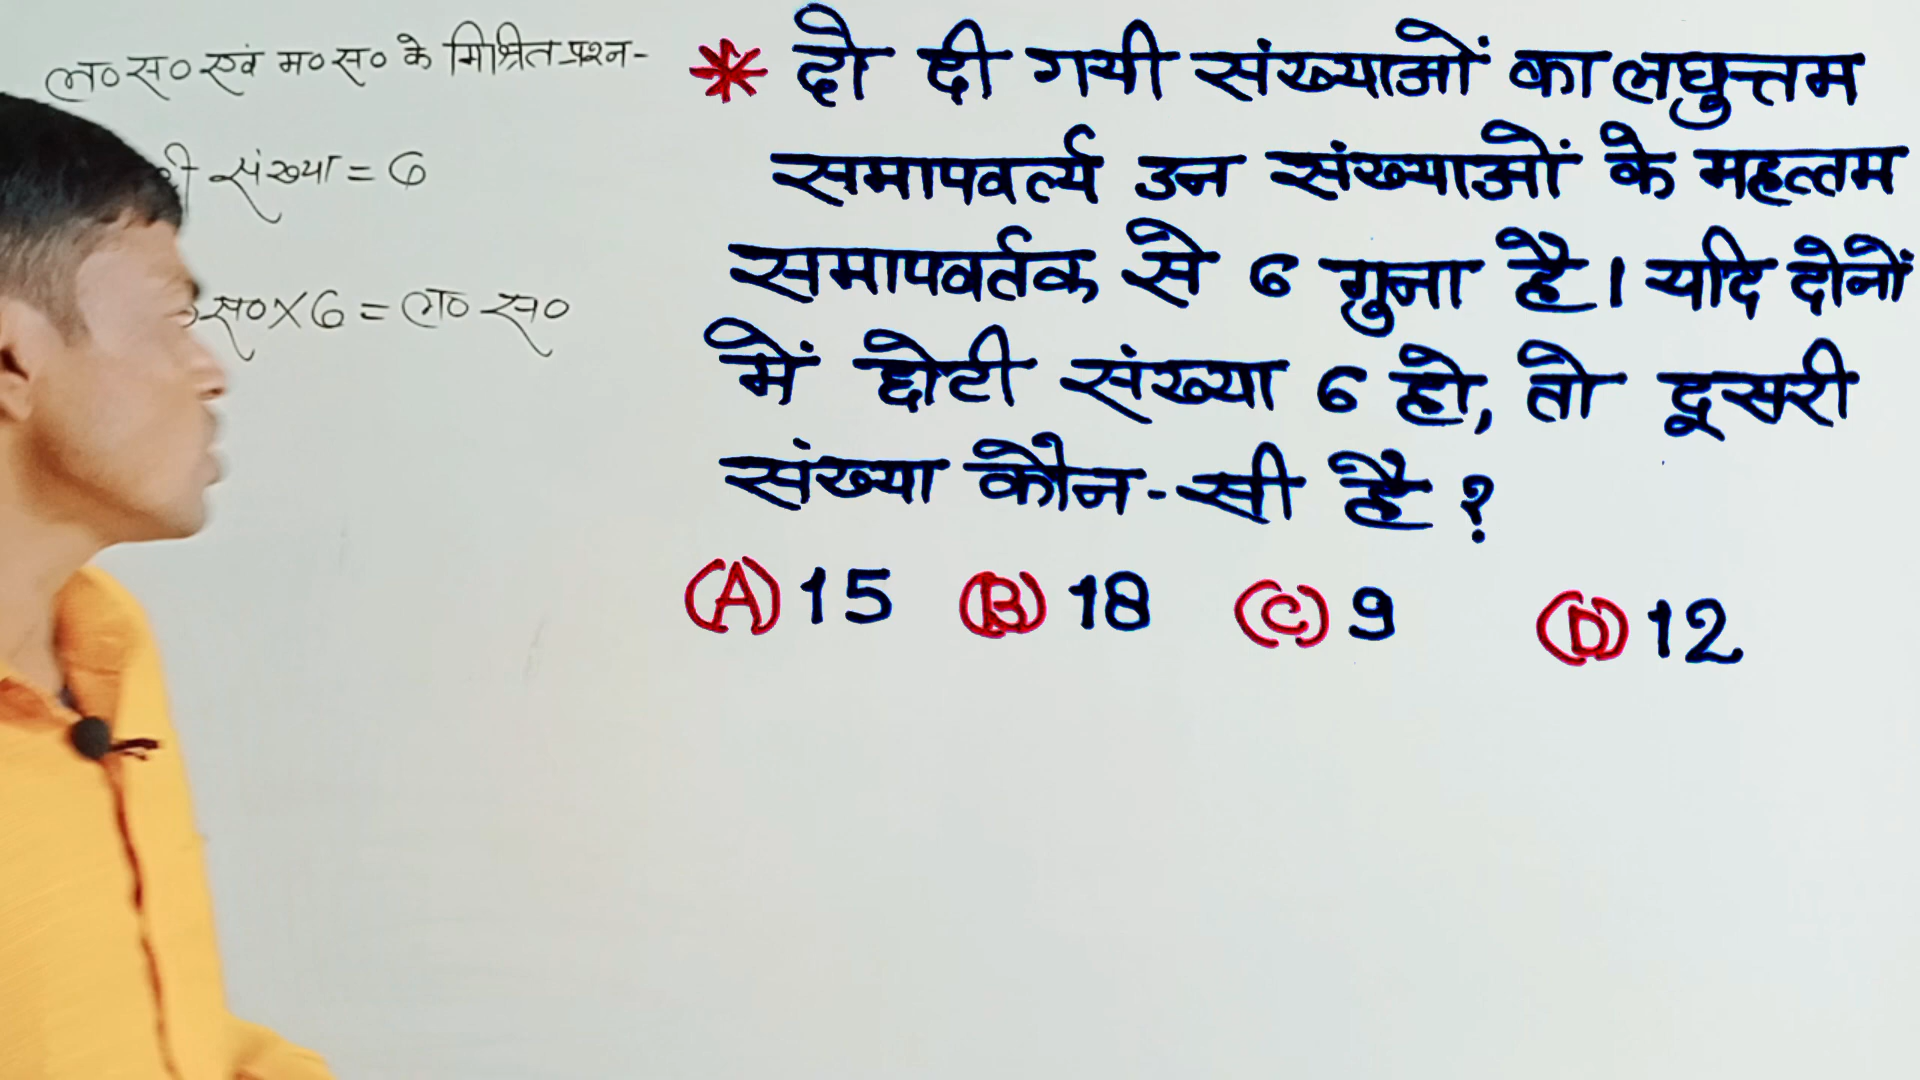 ल० स० एवं म० स० के मिश्रित प्रश्न-
संख्या = 6
स० × 6 = ल० स०
* दो दी गयी संख्याओं का लघुत्तम
समापवर्त्य उन संख्याओं के महत्तम
समापवर्तक से 6 गुना है। यदि दोनों
में छोटी संख्या 6 हो, तो दूसरी
संख्या कौन-सी है?
(A) 15 (B) 18 (C) 9 (D) 12